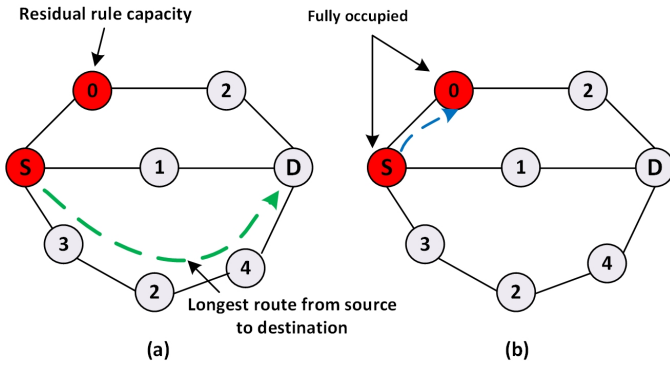 Residual rule capacity
0
2
S
1
D
3
2
4
Longest route from source
to destination
(a)
Fully occupied
0
2
S
1
D
3
2
4
(b)